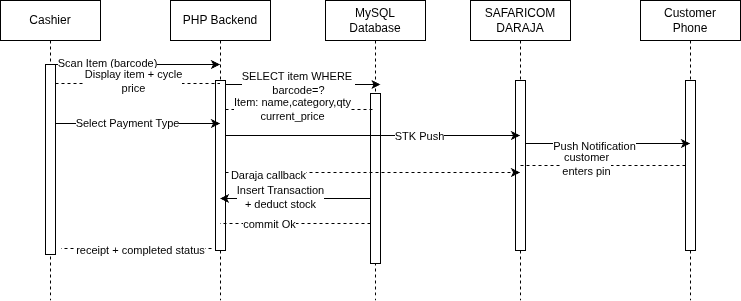 Cashier
PHP Backend
MySQL
Database
SAFARICOM
DARAJA
Customer
Phone
Scan Item (barcode)
Display item + cycle
price
SELECT item WHERE
barcode=?
Item: name,category,qty
current_price
Select Payment Type
STK Push
Push Notification
customer
enters pin
Daraja callback
Insert Transaction
+ deduct stock
commit Ok
receipt + completed status